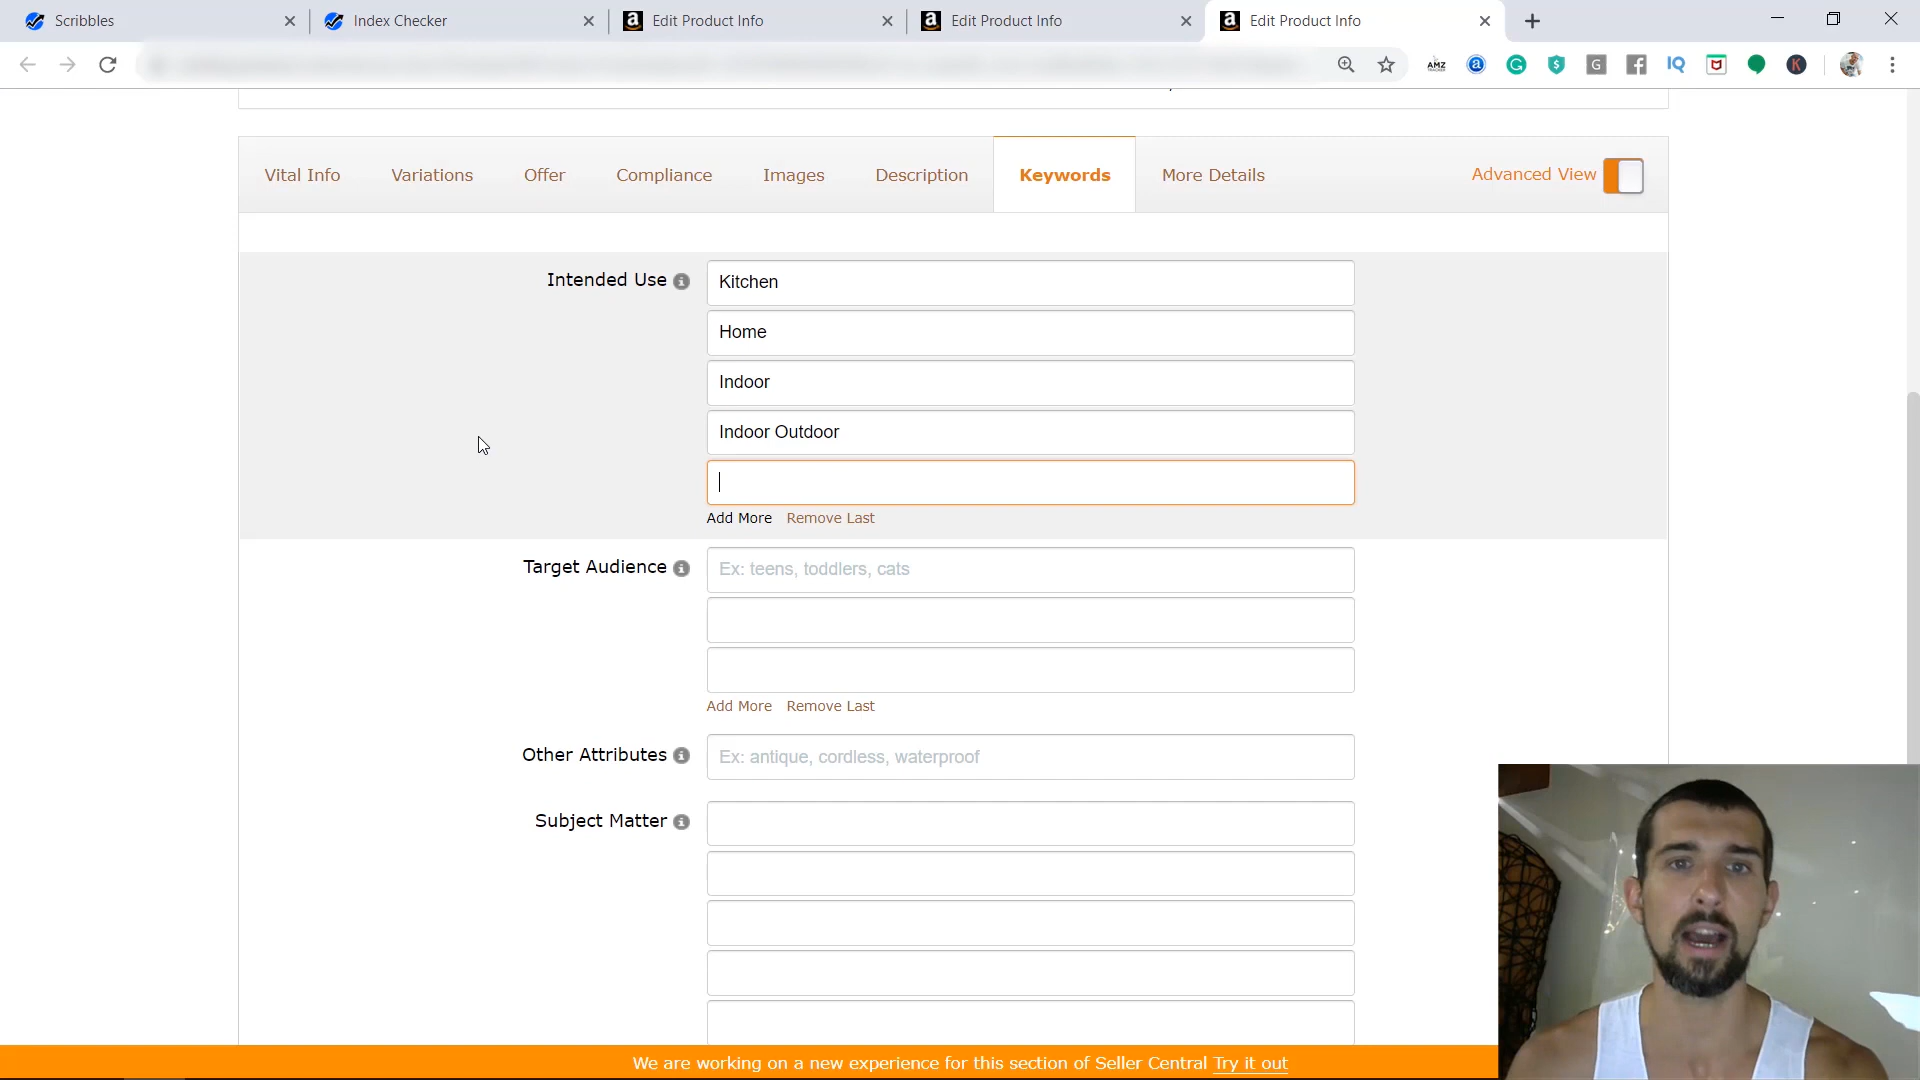 Scribbles
Index Checker
Edit Product Info
Edit Product Info
Edit Product Info
AMZ
TRACKER
IQ
K
Vital Info
Variations
Offer
Compliance
Images
Description
Keywords
More Details
Advanced View
Intended Use
Kitchen
Home
Indoor
Indoor Outdoor
Add More Remove Last
Target Audience
Ex: teens, toddlers, cats
Add More Remove Last
Other Attributes
Ex: antique, cordless, waterproof
Subject Matter
We are working on a new experience for this section of Seller Central Try it out